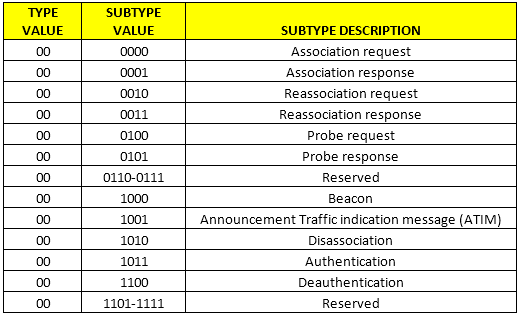 TYPE VALUE SUBTYPE VALUE SUBTYPE DESCRIPTION
00 0000 Association request
00 0001 Association response
00 0010 Reassociation request
00 0011 Reassociation response
00 0100 Probe request
00 0101 Probe response
00 0110-0111 Reserved
00 1000 Beacon
00 1001 Announcement Traffic indication message (ATIM)
00 1010 Disassociation
00 1011 Authentication
00 1100 Deauthentication
00 1101-1111 Reserved